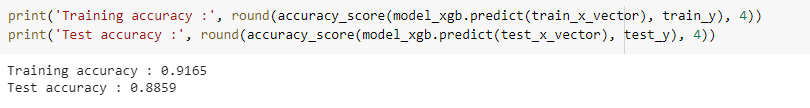 print('Training accuracy :', round(accuracy_score(model_xgb.predict(train_x_vector), train_y), 4))
print('Test accuracy :', round(accuracy_score(model_xgb.predict(test_x_vector), test_y), 4))
Training accuracy : 0.9165
Test accuracy : 0.8859